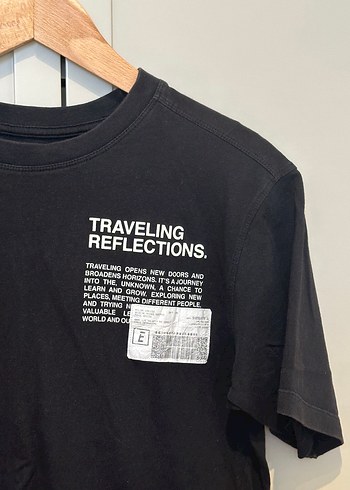 TRAVELING
REFLECTIONS.
TRAVELING OPENS NEW DOORS AND
BROADENS HORIZONS. IT'S A JOURNEY
INTO THE, UNKNOWN, A CHANCE TO
LEARN AND GROW. EXPLORING NEW
PLACES, MEETING DIFFERENT PEOPLE,
AND TRYING
VALUABLE
WORLD AND
E